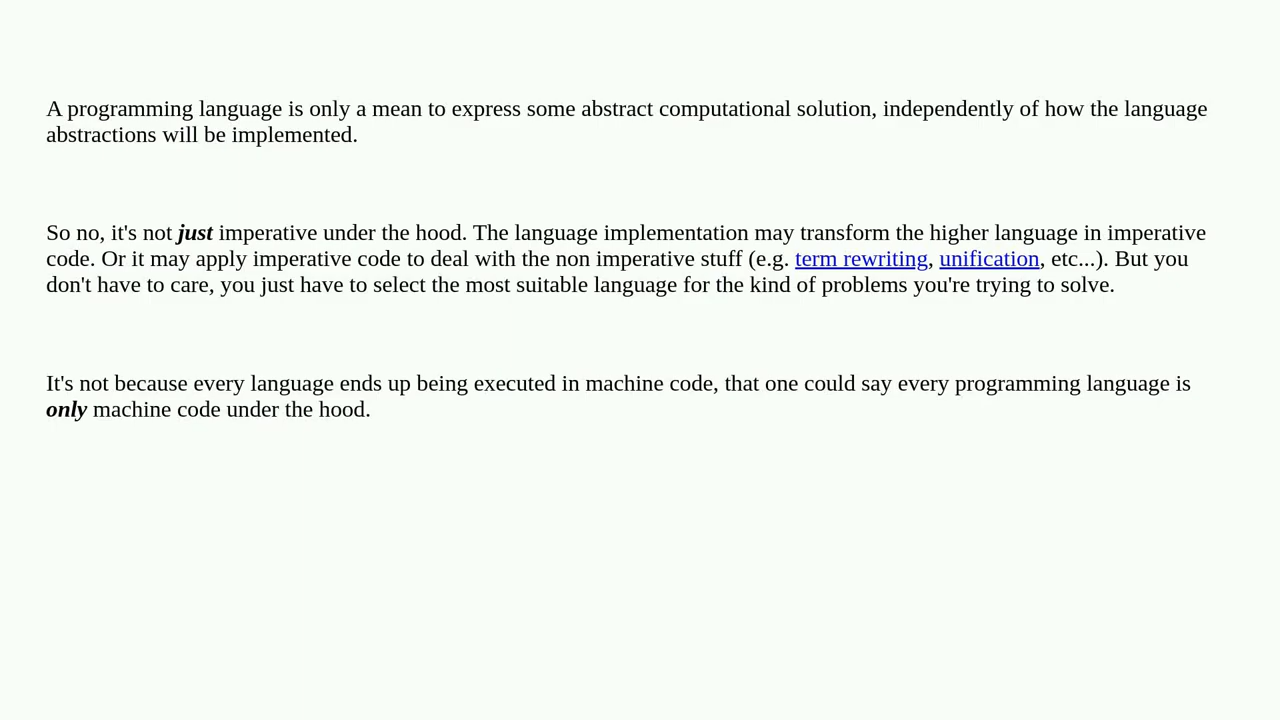 A programming language is only a mean to express some abstract computational solution, independently of how the language
abstractions will be implemented.
So no, it's not just imperative under the hood. The language implementation may transform the higher language in imperative
code. Or it may apply imperative code to deal with the non imperative stuff (e.g. term rewriting, unification, etc...). But you
don't have to care, you just have to select the most suitable language for the kind of problems you're trying to solve.
It's not because every language ends up being executed in machine code, that one could say every programming language is
only machine code under the hood.